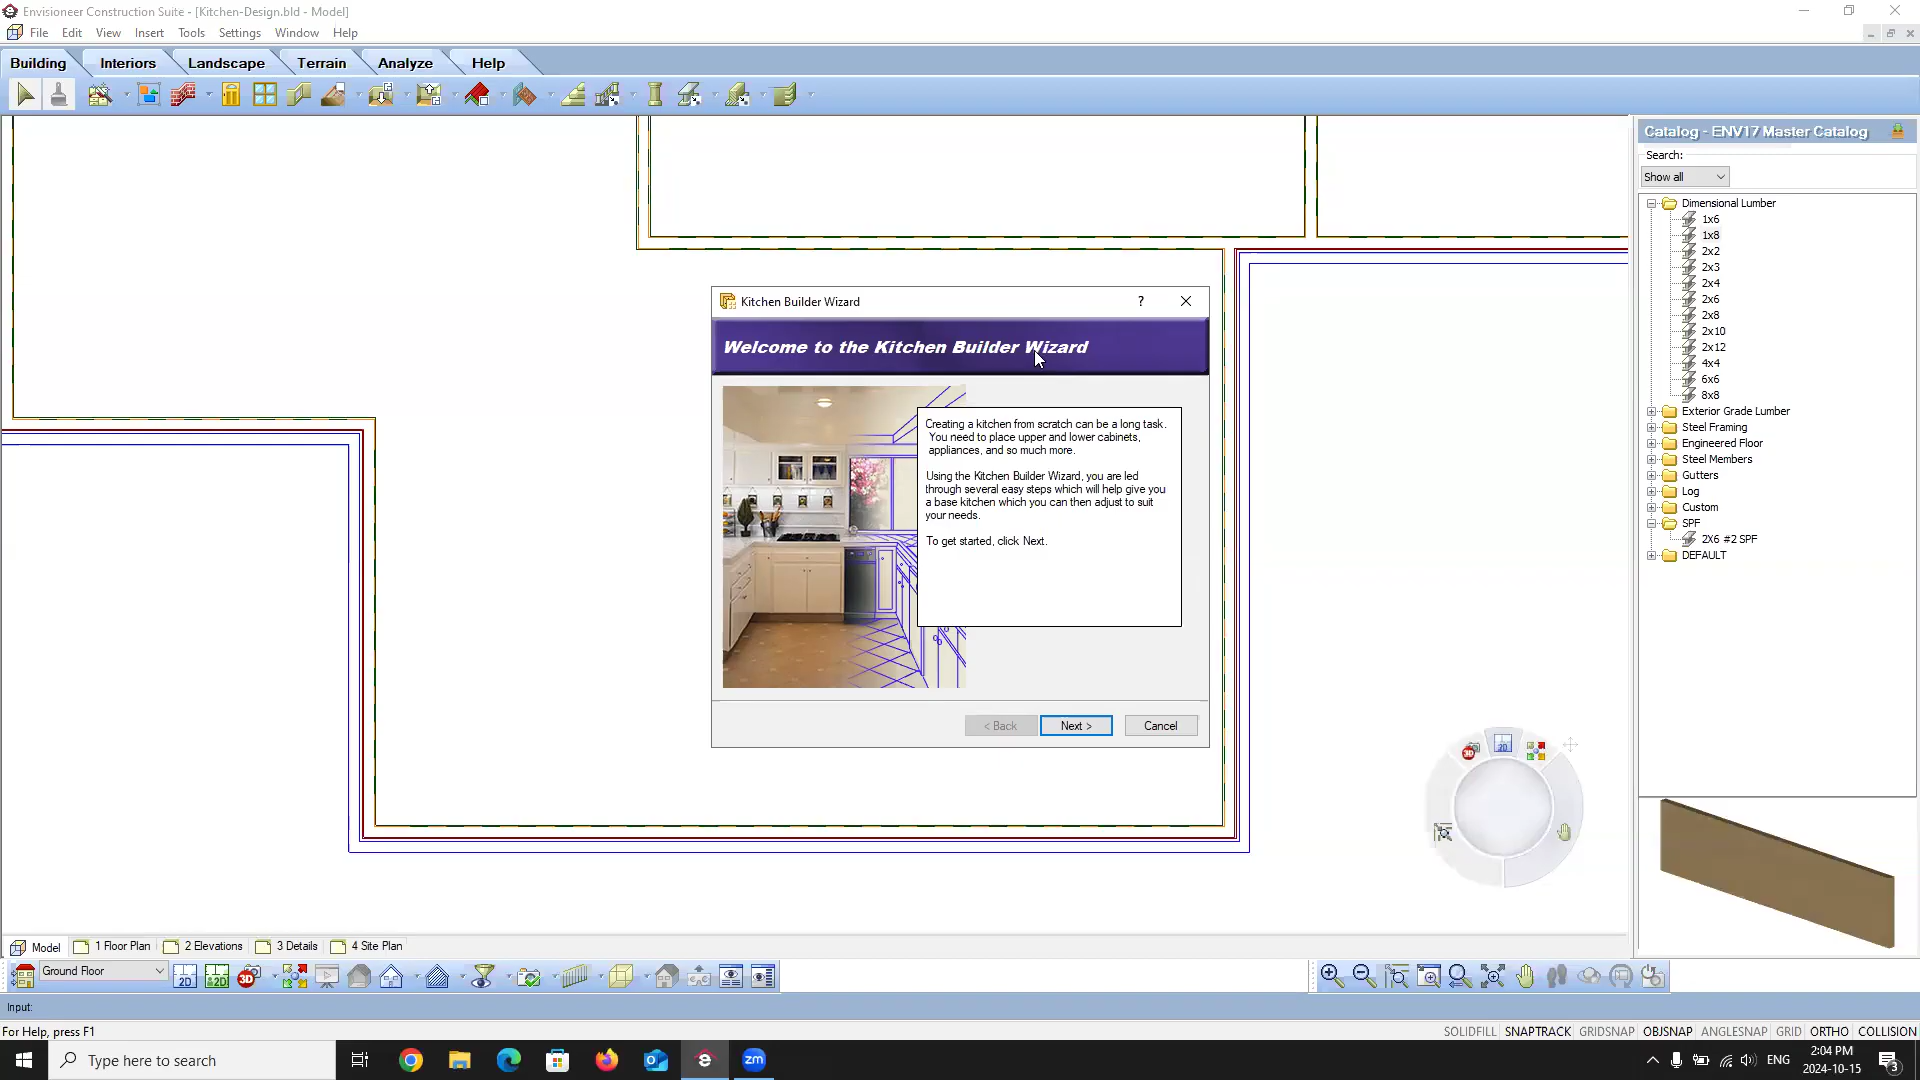 Envisioneer Construction Suite - [Kitchen-Design.bld - Model]
File Edit View Insert Tools Settings Window Help
Building Interiors Landscape Terrain Analyze Help
Catalog - ENV17 Master Catalog
Search:
Show all
Dimensional Lumber
1x6
1x8
2x2
2x3
2x4
2x6
2x8
2x10
2x12
4x4
6x6
8x8
Exterior Grade Lumber
Steel Framing
Engineered Floor
Steel Members
Gutters
Log
Custom
SPF
2X6 #2 SPF
DEFAULT
Kitchen Builder Wizard ?
Welcome to the Kitchen Builder Wizard
Creating a kitchen from scratch can be a long task.
You need to place upper and lower cabinets,
appliances, and so much more.
Using the Kitchen Builder Wizard, you are led
through several easy steps which will help give you
a base kitchen which you can then adjust to suit
your needs.
To get started, click Next.
< Back Next > Cancel
3D 2D
Model 1 Floor Plan 2 Elevations 3 Details 4 Site Plan
Ground Floor 2D 2D 3D
Input:
For Help, press F1
SOLIDFILL SNAPTRACK GRIDSNAP OBJSNAP ANGLESNAP GRID ORTHO COLLISION
Type here to search
zm
ENG
2:04 PM
2024-10-15
3